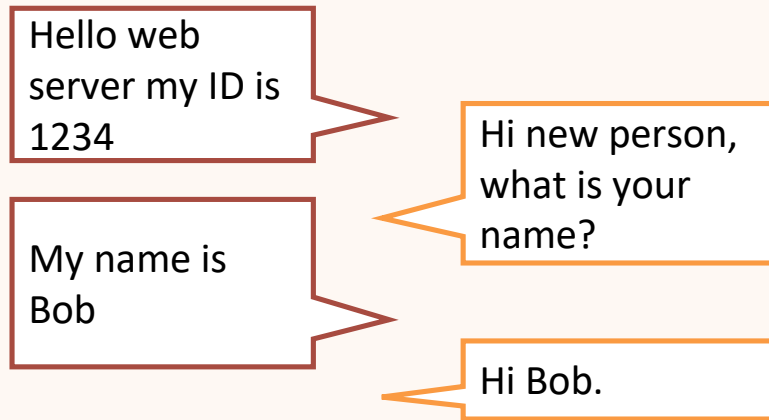 Hello web
server my ID is
1234
Hi new person,
what is your
name?
My name is
Bob
Hi Bob.